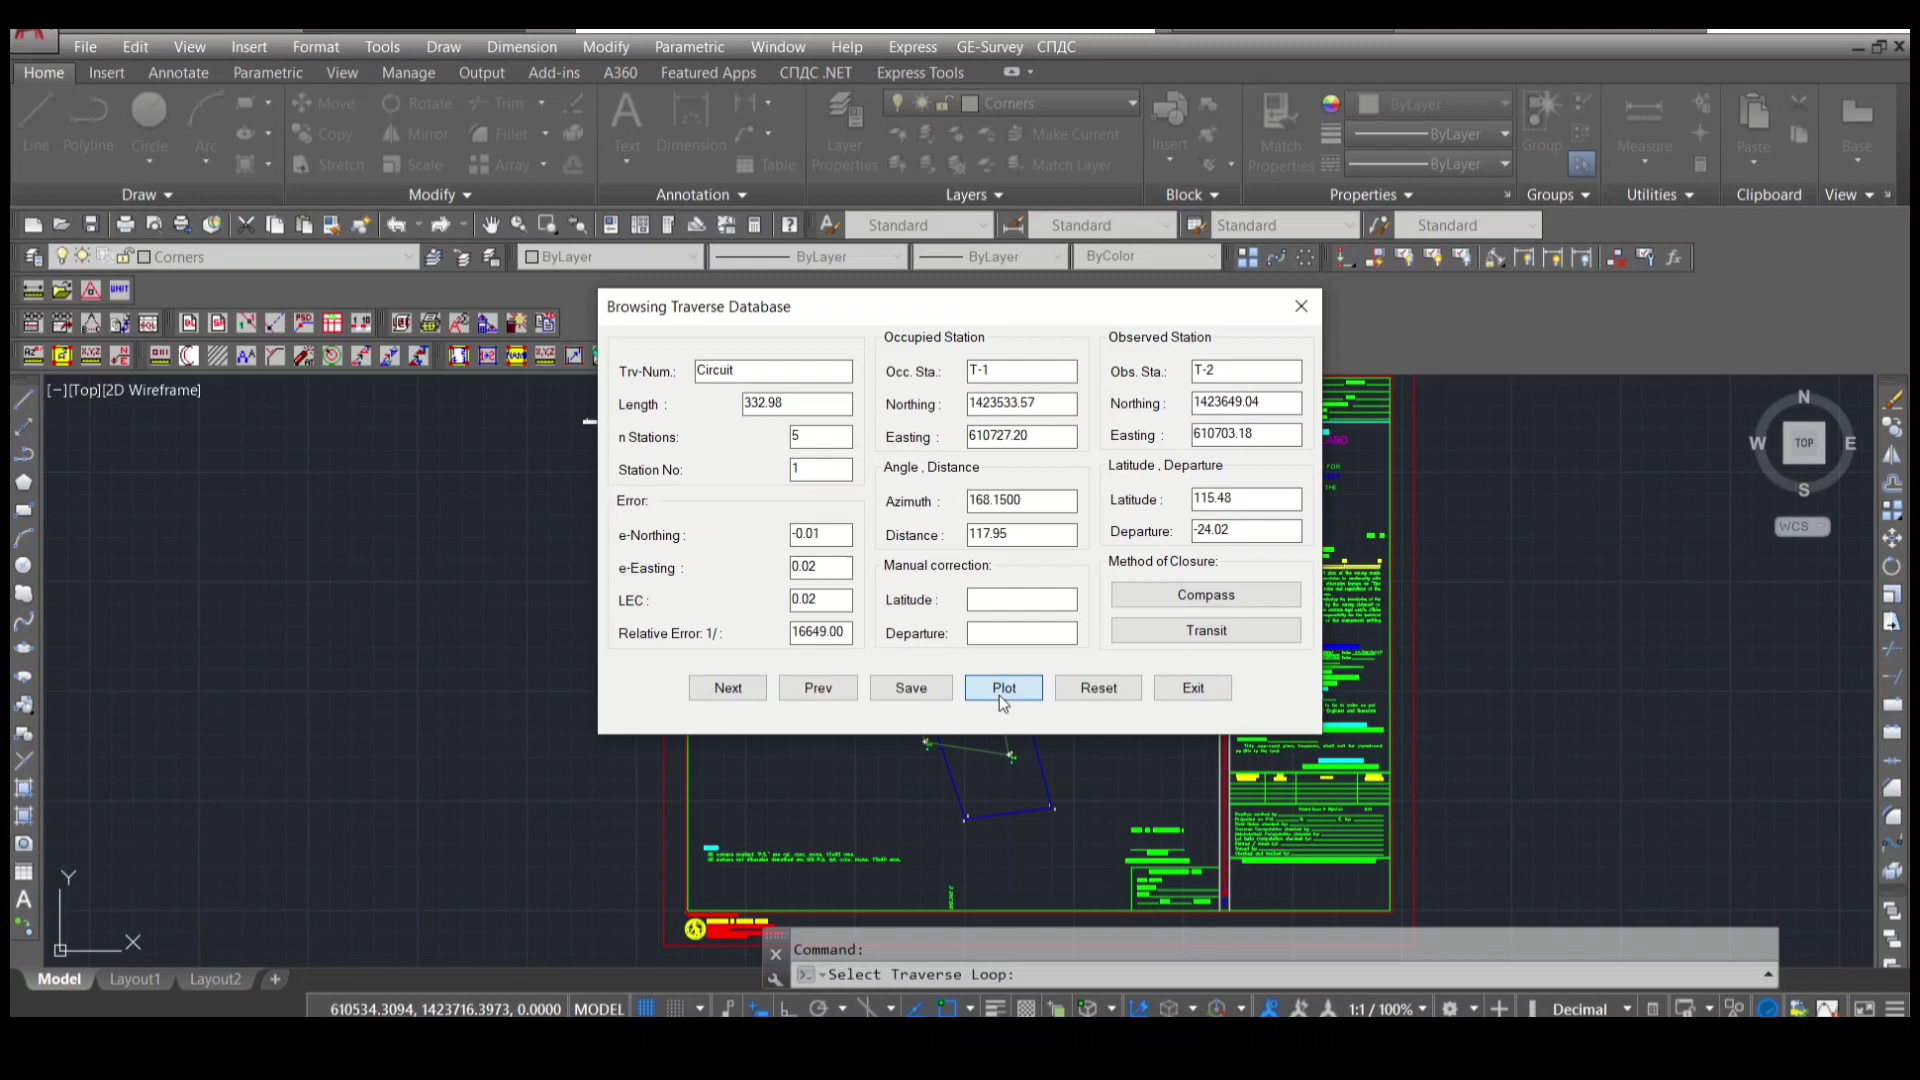 File Edit View Insert Format Tools Draw Dimension Modify Parametric Window Help Express GE-Survey СПДС
Home Insert Annotate Parametric View Manage Output Add-ins A360 Featured Apps СПДС .NET Express Tools
Move Rotate Trim Corners ByLayer
Line Polyline Circle Arc Copy Mirror Fillet Text Dimension Layer Properties Make Current Insert Match Properties ByLayer Group Measure Paste Base
Stretch Scale Array Table Match Layer ByLayer
Draw Modify Annotation Layers Block Properties Groups Utilities Clipboard View
Standard Standard Standard Standard
Corners ByLayer ByLayer ByLayer ByColor
UNIT
[−][Top][2D Wireframe]
Browsing Traverse Database
Trv-Num.: Circuit
Length : 332.98
n Stations: 5
Station No: 1
Error:
e-Northing : -0.01
e-Easting : 0.02
LEC : 0.02
Relative Error: 1/ : 16649.00
Occupied Station
Occ. Sta.: T-1
Northing : 1423533.57
Easting : 610727.20
Angle , Distance
Azimuth : 168.1500
Distance : 117.95
Manual correction:
Latitude :
Departure:
Observed Station
Obs. Sta.: T-2
Northing : 1423649.04
Easting : 610703.18
Latitude , Departure
Latitude : 115.48
Departure: -24.02
Method of Closure:
Compass
Transit
Next Prev Save Plot Reset Exit
N
W TOP E
S
WCS
Y
X
Command:
Select Traverse Loop:
Model Layout1 Layout2 +
610534.3094, 1423716.3973, 0.0000 MODEL 1:1 / 100% Decimal